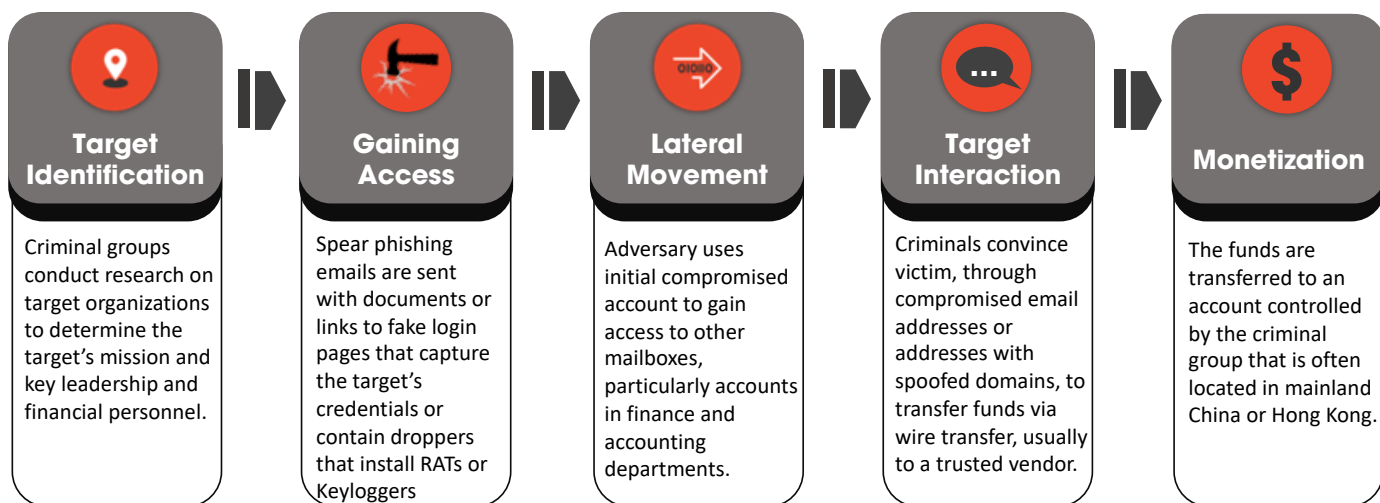 Target
Identification
Criminal groups
conduct research on
target organizations
to determine the
target’s mission and
key leadership and
financial personnel.
Gaining
Access
Spear phishing
emails are sent
with documents or
links to fake login
pages that capture
the target’s
credentials or
contain droppers
that install RATs or
Keyloggers
01OIIO
Lateral
Movement
Adversary uses
initial compromised
account to gain
access to other
mailboxes,
particularly accounts
in finance and
accounting
departments.
...
Target
Interaction
Criminals convince
victim, through
compromised email
addresses or
addresses with
spoofed domains, to
transfer funds via
wire transfer, usually
to a trusted vendor.
$
Monetization
The funds are
transferred to an
account controlled
by the criminal
group that is often
located in mainland
China or Hong Kong.